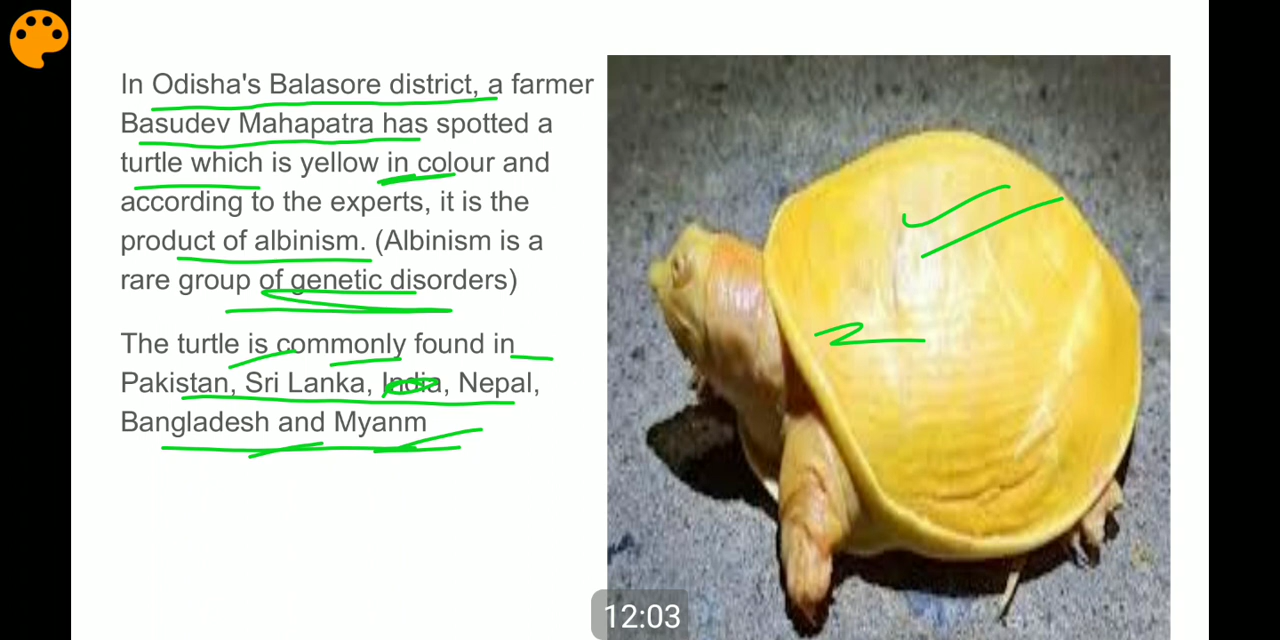 In Odisha's Balasore district, a farmer
Basudev Mahapatra has spotted a
turtle which is yellow in colour and
according to the experts, it is the
product of albinism. (Albinism is a
rare group of genetic disorders)
The turtle is commonly found in
Pakistan, Sri Lanka, India, Nepal,
Bangladesh and Myanm
12:03